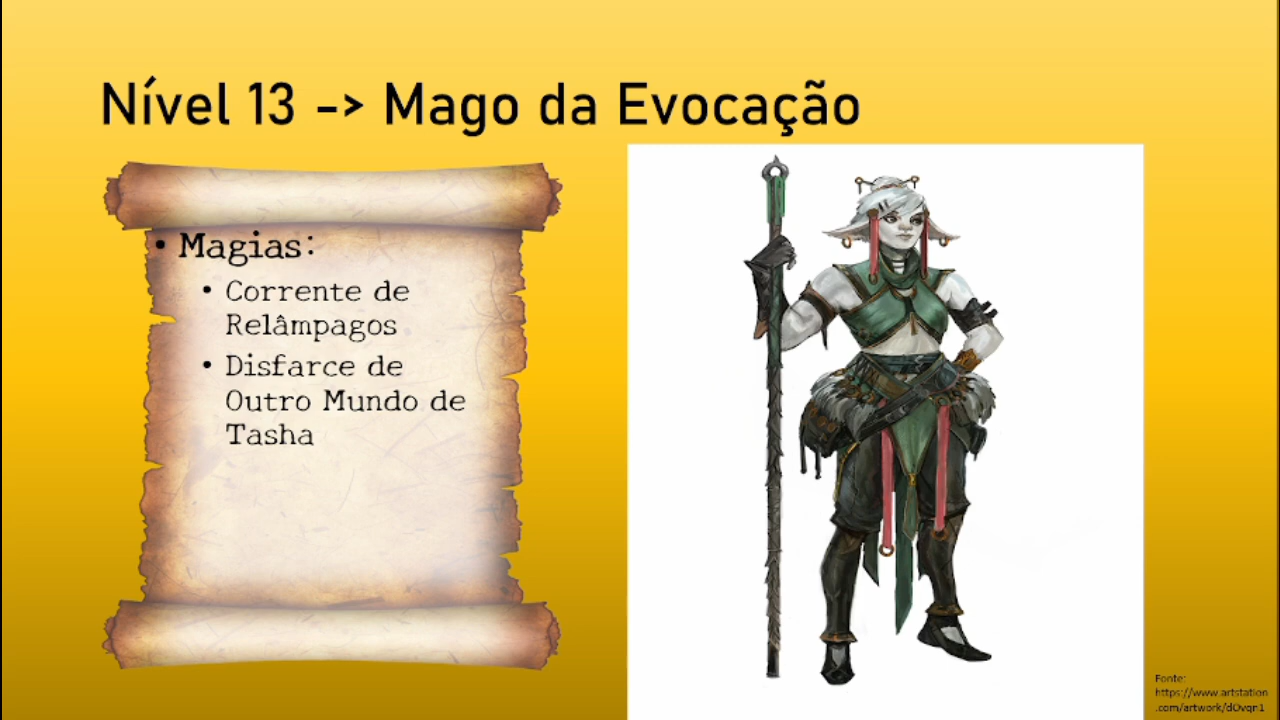 Nível 13 -> Mago da Evocação
• Magias:
• Corrente de
Relâmpagos
• Disfarce de
Outro Mundo de
Tasha
Fonte:
https://www.artstation
.com/artwork/dOvqn1